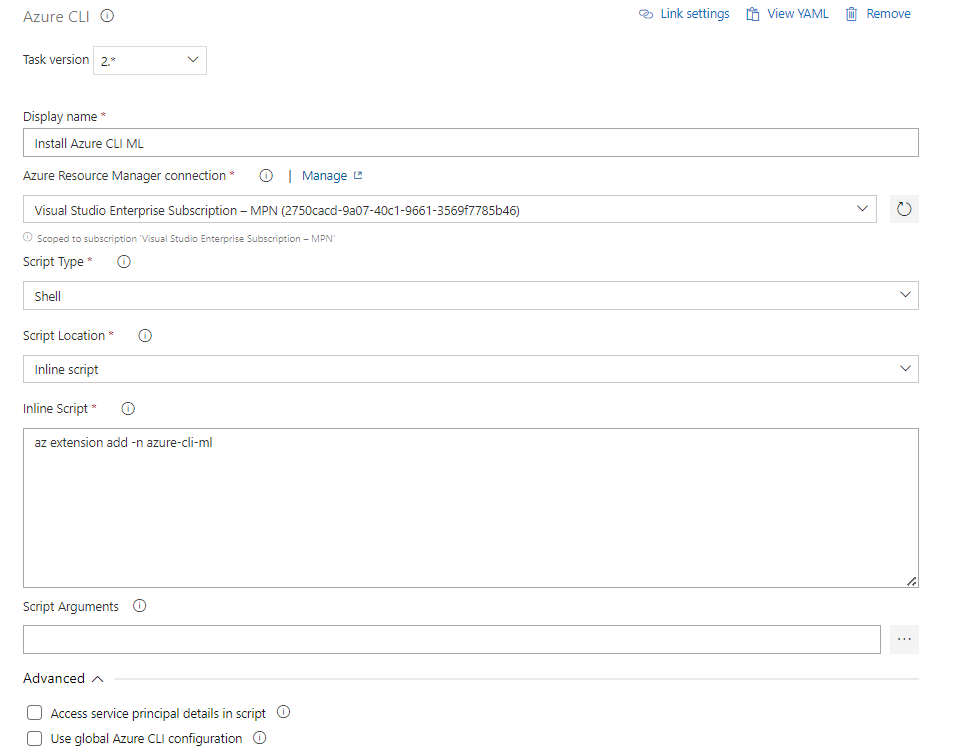 Azure CLI
Link settings
View YAML
Remove
Task version
2.*
Display name *
Install Azure CLI ML
Azure Resource Manager connection *
| Manage
Visual Studio Enterprise Subscription – MPN (2750cacd-9a07-40c1-9661-3569f7785b46)
Scoped to subscription 'Visual Studio Enterprise Subscription – MPN'
Script Type *
Shell
Script Location *
Inline script
Inline Script *
az extension add -n azure-cli-ml
Script Arguments
...
Advanced
Access service principal details in script
Use global Azure CLI configuration